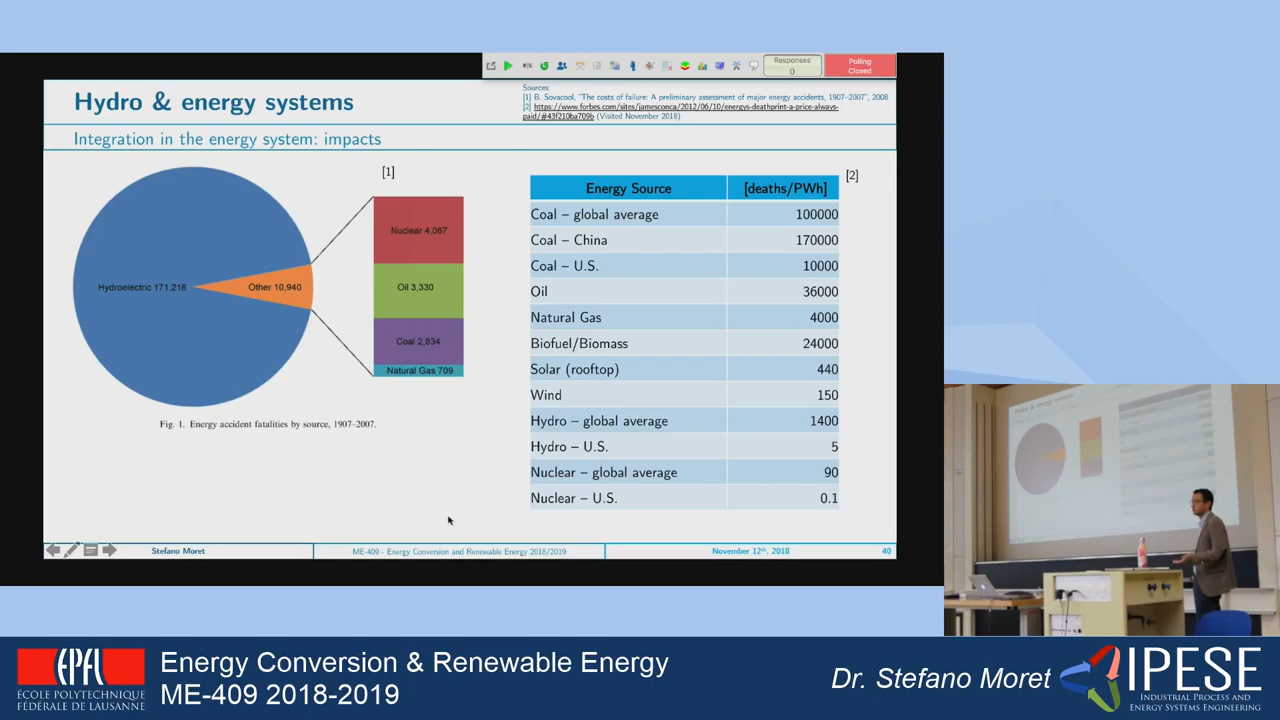 Responses
0
Polling
Closed
Hydro & energy systems
Sources:
[1] B. Sovacool, "The costs of failure: A preliminary assessment of major energy accidents, 1907–2007", 2008
[2] https://www.forbes.com/sites/jamesconca/2012/06/10/energys-deathprint-a-price-always-
paid/#43f210ba709b (Visited November 2018)
Integration in the energy system: impacts
[1]
Hydroelectric 171,216
Other 10,940
Nuclear 4,067
Oil 3,330
Coal 2,834
Natural Gas 709
Fig. 1. Energy accident fatalities by source, 1907–2007.
[2]
Energy Source [deaths/PWh]
Coal – global average 100000
Coal – China 170000
Coal – U.S. 10000
Oil 36000
Natural Gas 4000
Biofuel/Biomass 24000
Solar (rooftop) 440
Wind 150
Hydro – global average 1400
Hydro – U.S. 5
Nuclear – global average 90
Nuclear – U.S. 0.1
Stefano Moret
ME-409 - Energy Conversion and Renewable Energy 2018/2019
November 12th, 2018
40
EPFL
ÉCOLE POLYTECHNIQUE
FÉDÉRALE DE LAUSANNE
Energy Conversion & Renewable Energy
ME-409 2018-2019
Dr. Stefano Moret
IPESE
INDUSTRIAL PROCESS AND
ENERGY SYSTEMS ENGINEERING